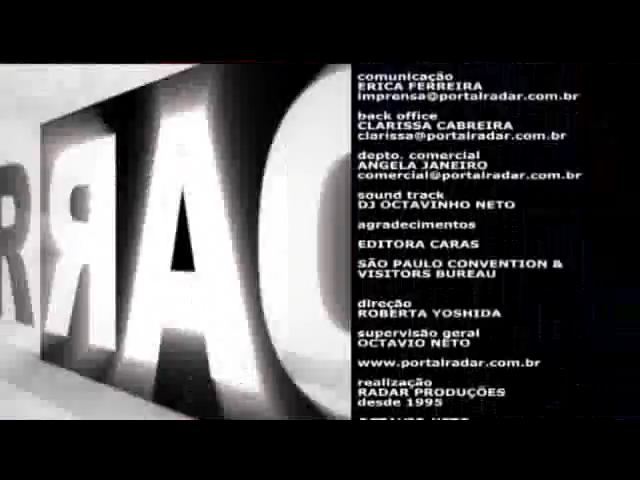 ЯAD
comunicação
ERICA FERREIRA
imprensa@portalradar.com.br
back office
CLARISSA CABREIRA
clarissa@portalradar.com.br
depto. comercial
ANGELA JANEIRO
comercial@portalradar.com.br
sound track
DJ OCTAVINHO NETO
agradecimentos
EDITORA CARAS
SÃO PAULO CONVENTION &
VISITORS BUREAU
direção
ROBERTA YOSHIDA
supervisão geral
OCTAVIO NETO
www.portalradar.com.br
realização
RADAR PRODUÇÕES
desde 1995